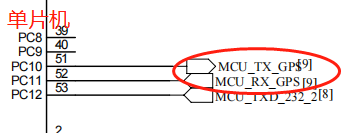 单片机
39
PC8
40
PC9
51
PC10 MCU_TX_GPS[9]
52
PC11 MCU_RX_GPS [9]
53
PC12 MCU_TXD_232_2[8]
2